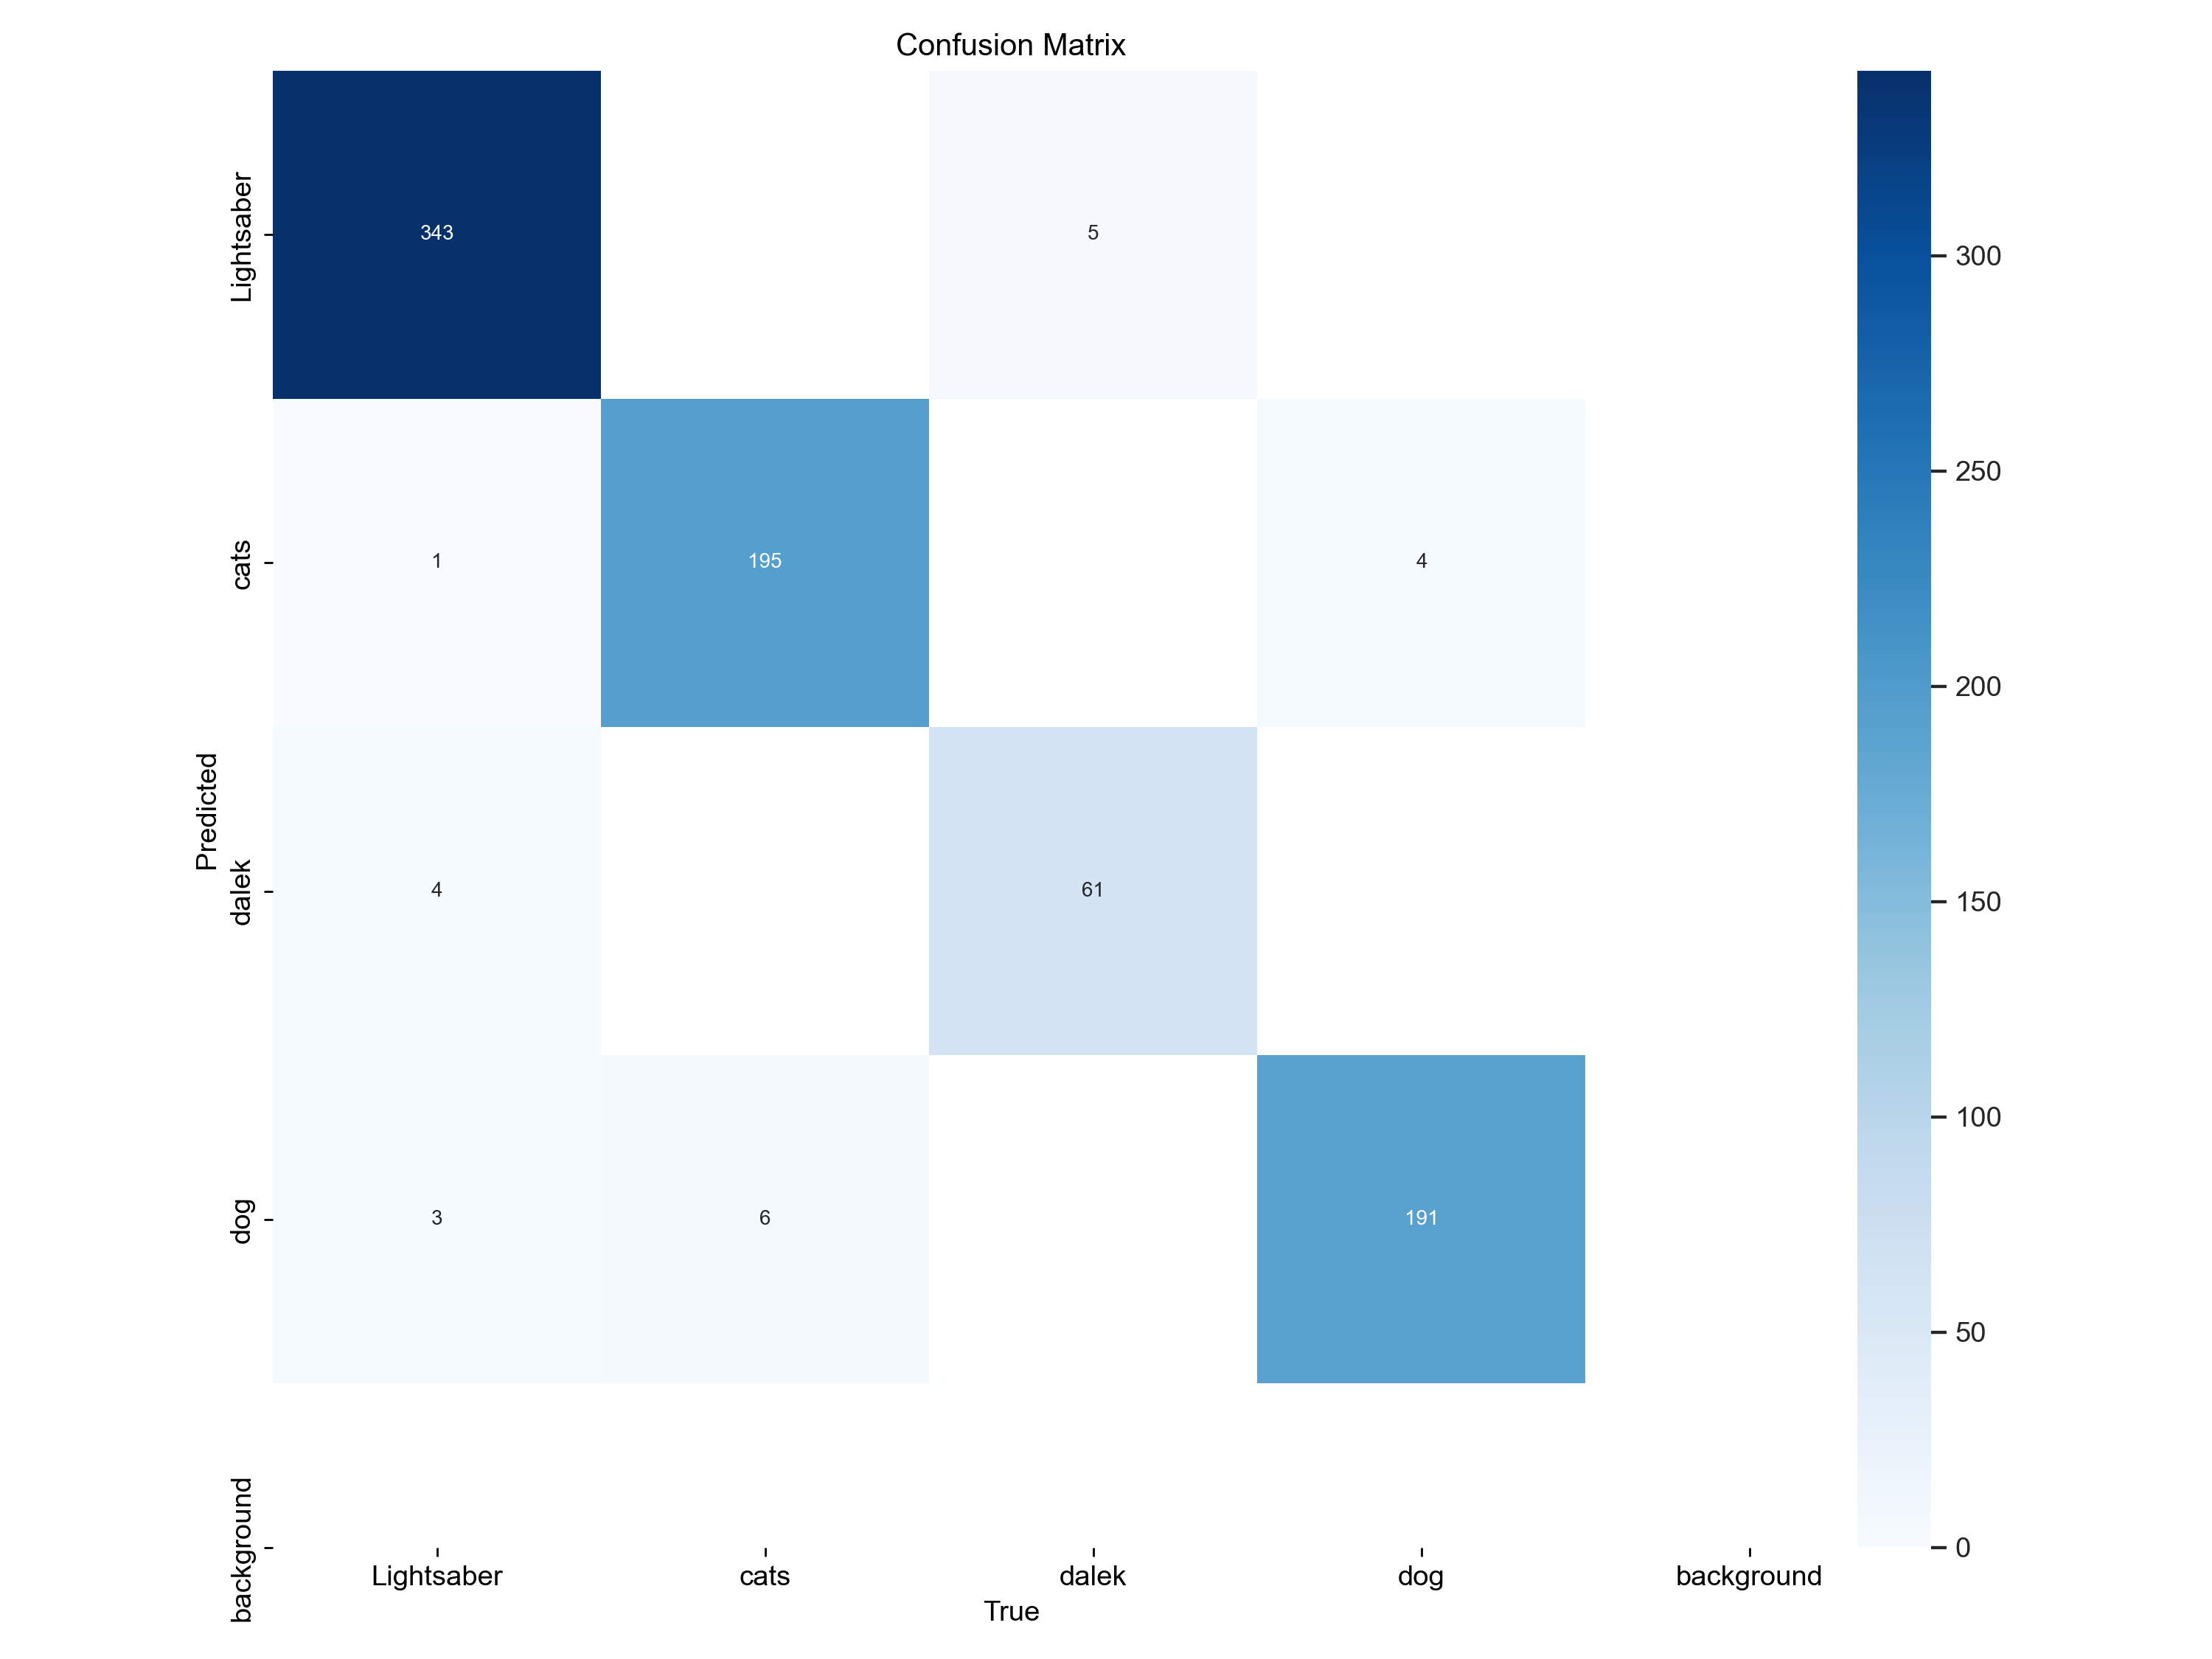 Confusion Matrix
Predicted
Lightsaber
343
5
cats
1
195
4
dalek
4
61
dog
3
6
191
background
Lightsaber
cats
dalek
dog
background
True
300
250
200
150
100
50
0